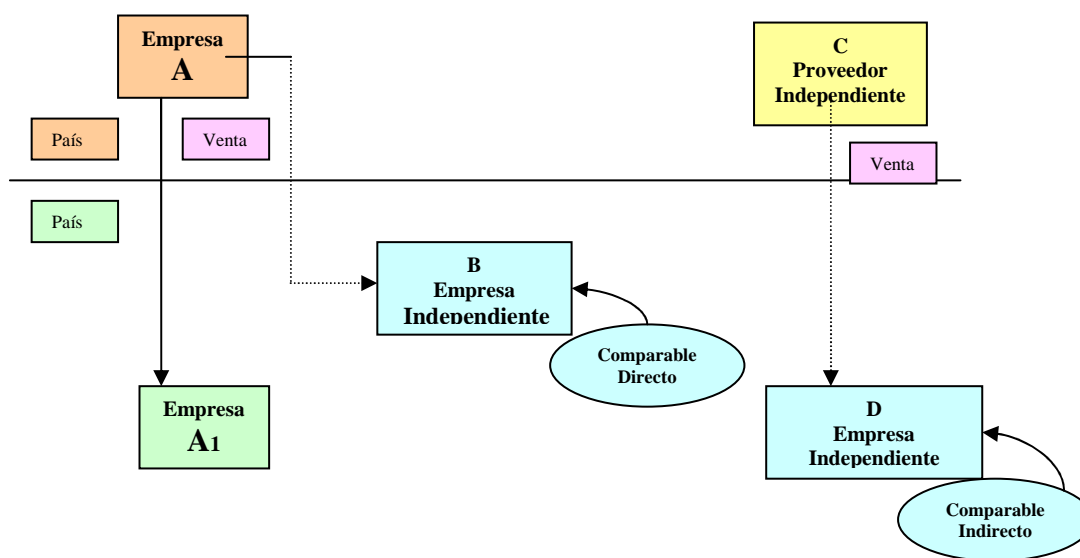 Empresa
A
C
Proveedor
Independiente
País
Venta
Venta
País
B
Empresa
Independiente
Comparable
Directo
Empresa
A1
D
Empresa
Independiente
Comparable
Indirecto